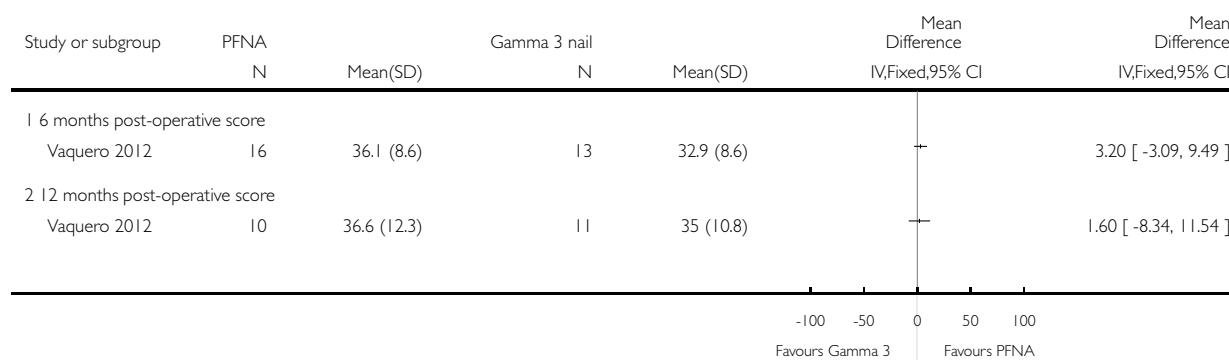 Study or subgroup PFNA Gamma 3 nail Mean Difference Mean Difference
N Mean(SD) N Mean(SD) IV,Fixed,95% CI IV,Fixed,95% CI
1 6 months post-operative score
Vaquero 2012 16 36.1 (8.6) 13 32.9 (8.6) 3.20 [ -3.09, 9.49 ]
2 12 months post-operative score
Vaquero 2012 10 36.6 (12.3) 11 35 (10.8) 1.60 [ -8.34, 11.54 ]
-100 -50 0 50 100
Favours Gamma 3 Favours PFNA